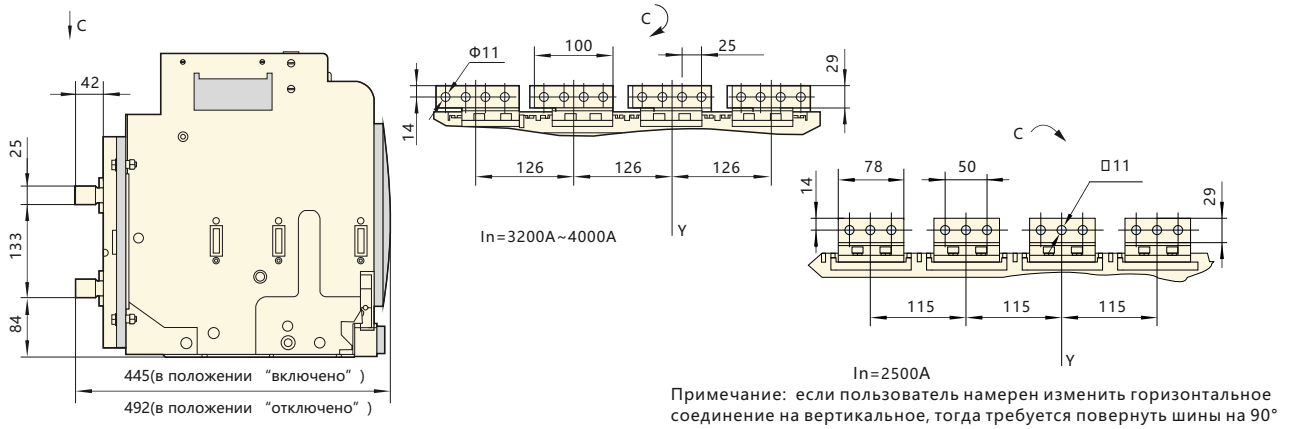 C
42
25
133
84
445(в положении “включено”)
492(в положении “отключено”)
C
Φ11
100
25
29
14
126
126
126
In=3200A~4000A
Y
C
78
50
□11
14
29
115
115
115
Y
In=2500A
Примечание: если пользователь намерен изменить горизонтальное
соединение на вертикальное, тогда требуется повернуть шины на 90°